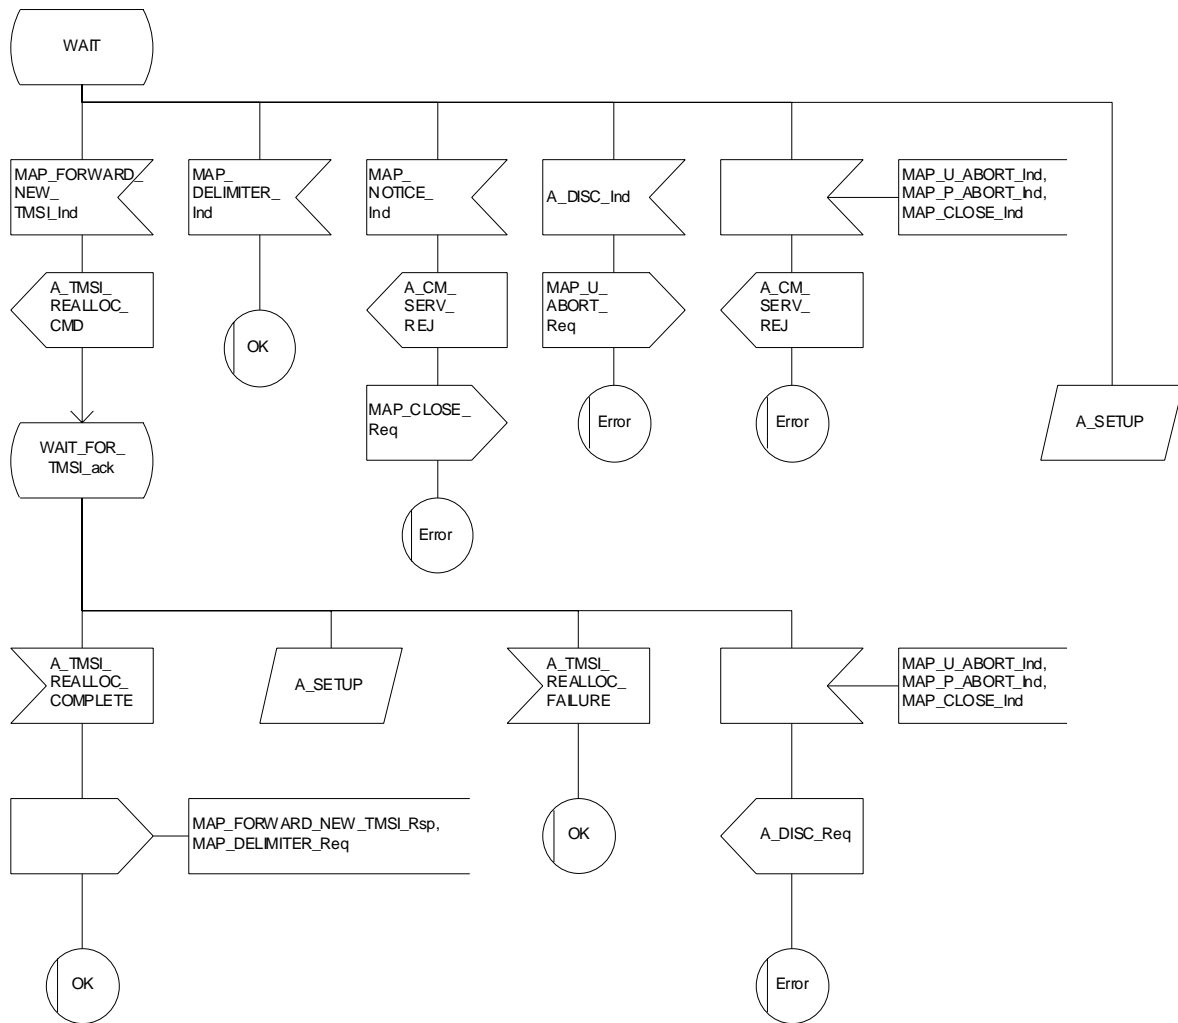 WAIT
MAP_FORWARD_
NEW_
TMSI_Ind
MAP_
DELIMITER_
Ind
MAP_
NOTICE_
Ind
A_DISC_Ind
MAP_U_ABORT_Ind,
MAP_P_ABORT_Ind,
MAP_CLOSE_Ind
A_TMSI_
REALLOC_
CMD
OK
A_CM_
SERV_
REJ
MAP_U_
ABORT_
Req
A_CM_
SERV_
REJ
MAP_CLOSE_
Req
Error
Error
A_SETUP
WAIT_FOR_
TMSI_ack
Error
A_TMSI_
REALLOC_
COMPLETE
A_SETUP
A_TMSI_
REALLOC_
FAILURE
MAP_U_ABORT_Ind,
MAP_P_ABORT_Ind,
MAP_CLOSE_Ind
MAP_FORWARD_NEW_TMSI_Rsp,
MAP_DELIMITER_Req
OK
A_DISC_Req
OK
Error